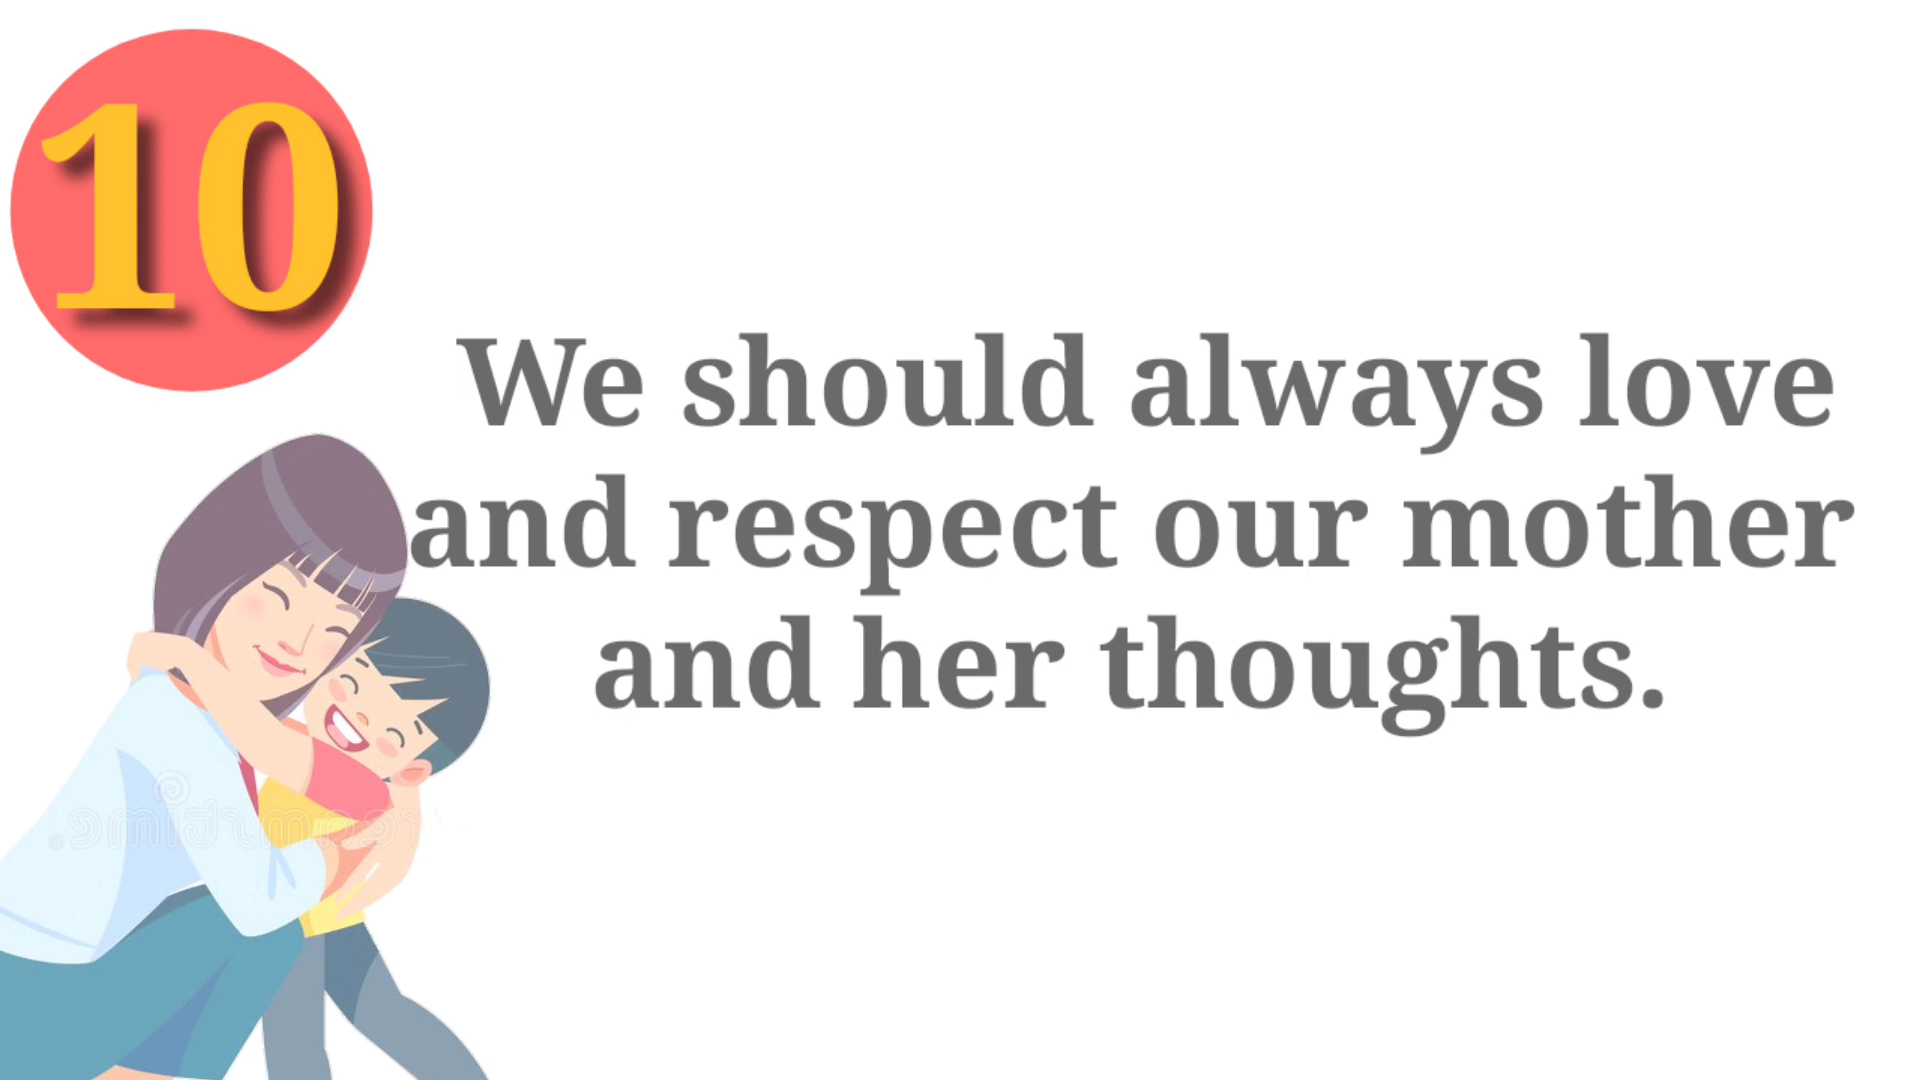 10
We should always love
and respect our mother
and her thoughts.